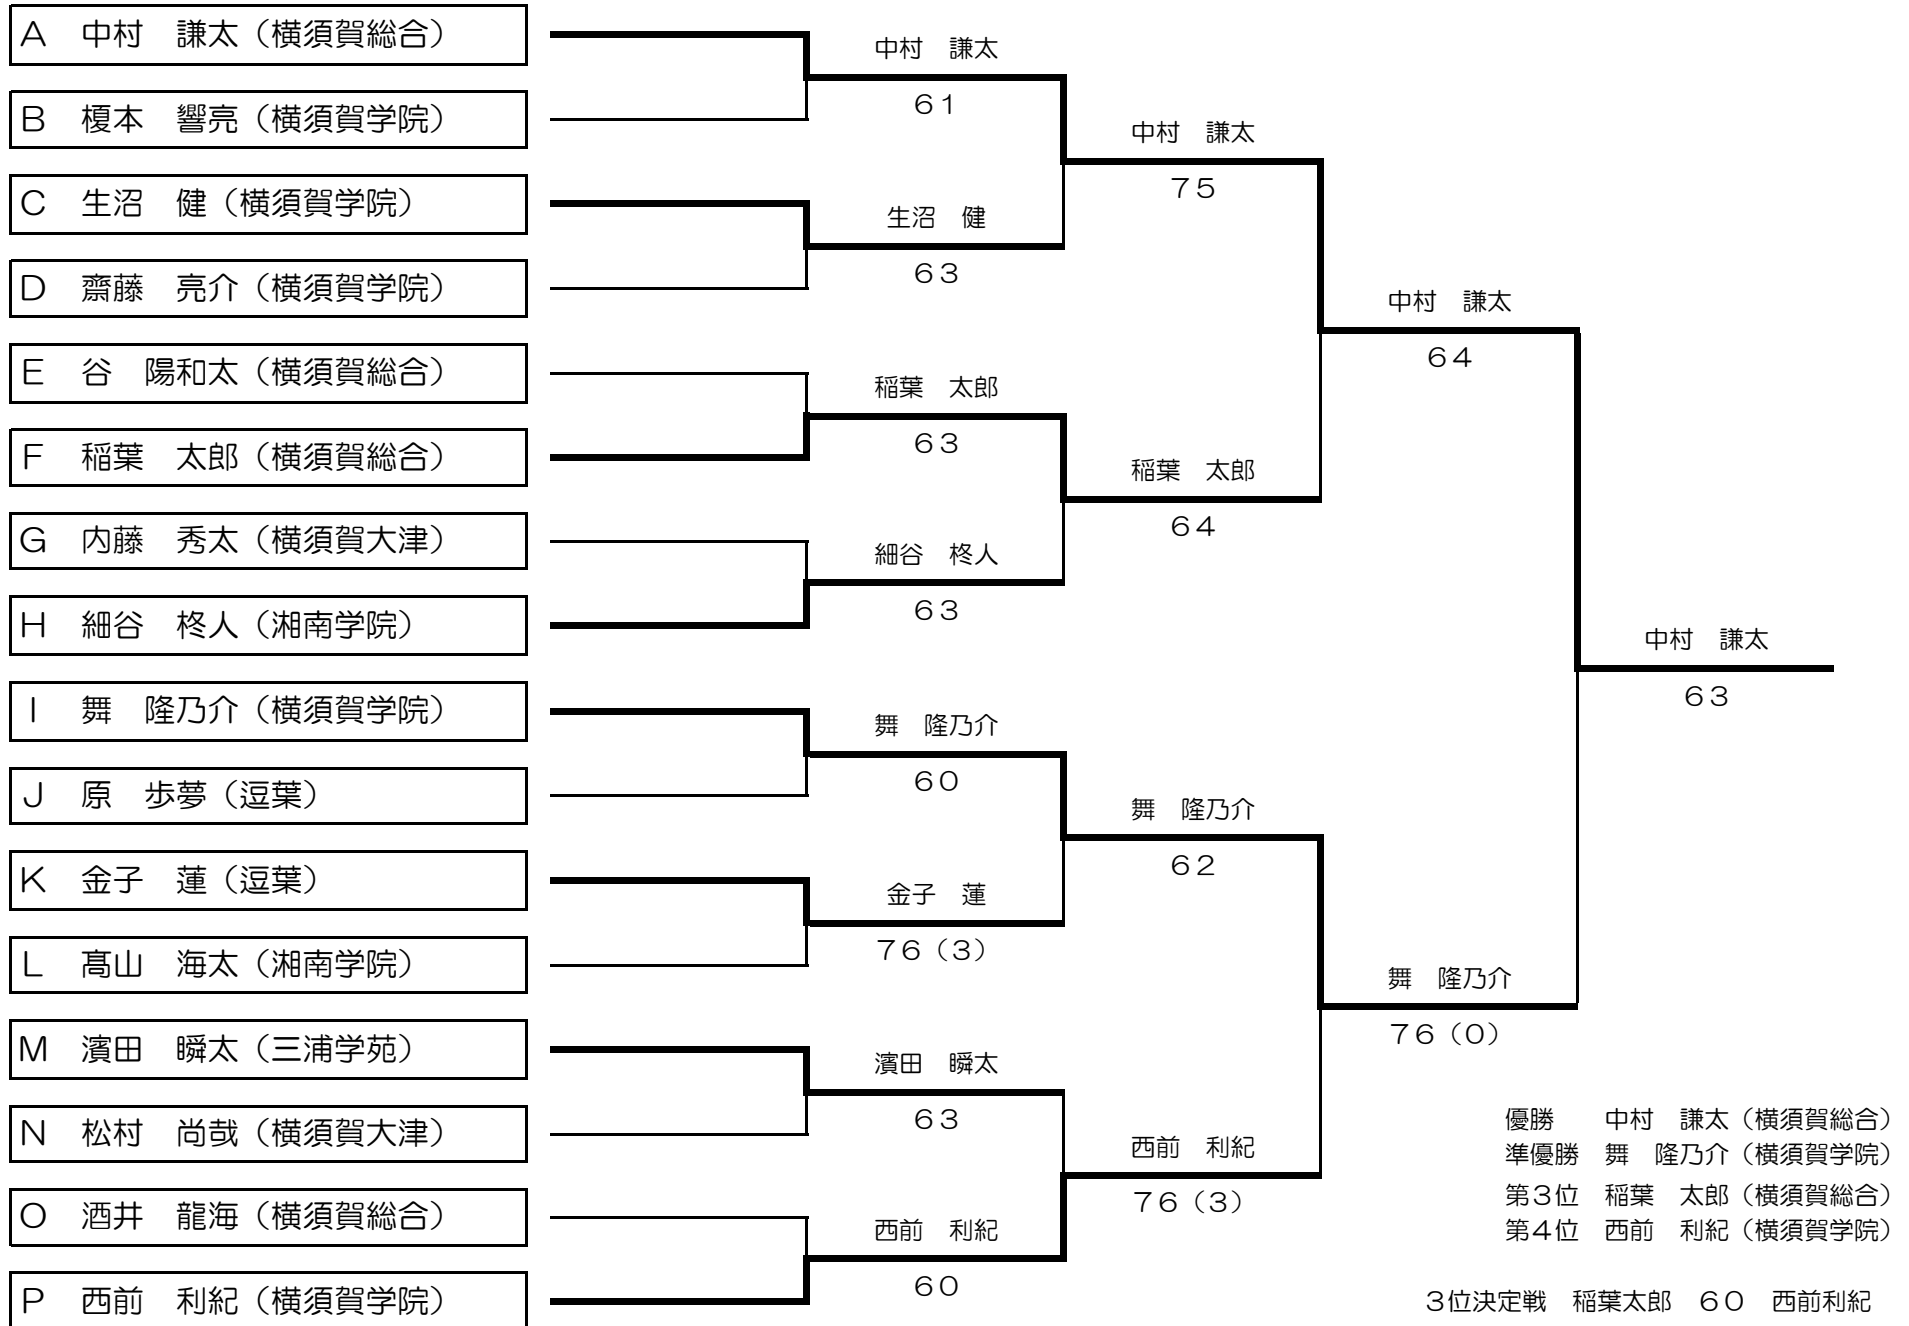 A　中村　謙太（横須賀総合）
B　榎本　響亮（横須賀学院）
C　生沼　健（横須賀学院）
D　齋藤　亮介（横須賀学院）
E　谷　陽和太（横須賀総合）
F　稲葉　太郎（横須賀総合）
G　内藤　秀太（横須賀大津）
H　細谷　柊人（湘南学院）
I　舞　隆乃介（横須賀学院）
J　原　歩夢（逗葉）
K　金子　蓮（逗葉）
L　髙山　海太（湘南学院）
M　濱田　瞬太（三浦学苑）
N　松村　尚哉（横須賀大津）
O　酒井　龍海（横須賀総合）
P　西前　利紀（横須賀学院）
中村　謙太
６１
生沼　健
６３
稲葉　太郎
６３
細谷　柊人
６３
舞　隆乃介
６０
金子　蓮
７６（３）
濱田　瞬太
６３
西前　利紀
６０
中村　謙太
７５
稲葉　太郎
６４
舞　隆乃介
６２
西前　利紀
７６（３）
中村　謙太
６４
舞　隆乃介
７６（０）
中村　謙太
６３
優勝　　中村　謙太（横須賀総合）
準優勝　舞　隆乃介（横須賀学院）
第３位　稲葉　太郎（横須賀総合）
第４位　西前　利紀（横須賀学院）
３位決定戦　稲葉太郎　６０　西前利紀